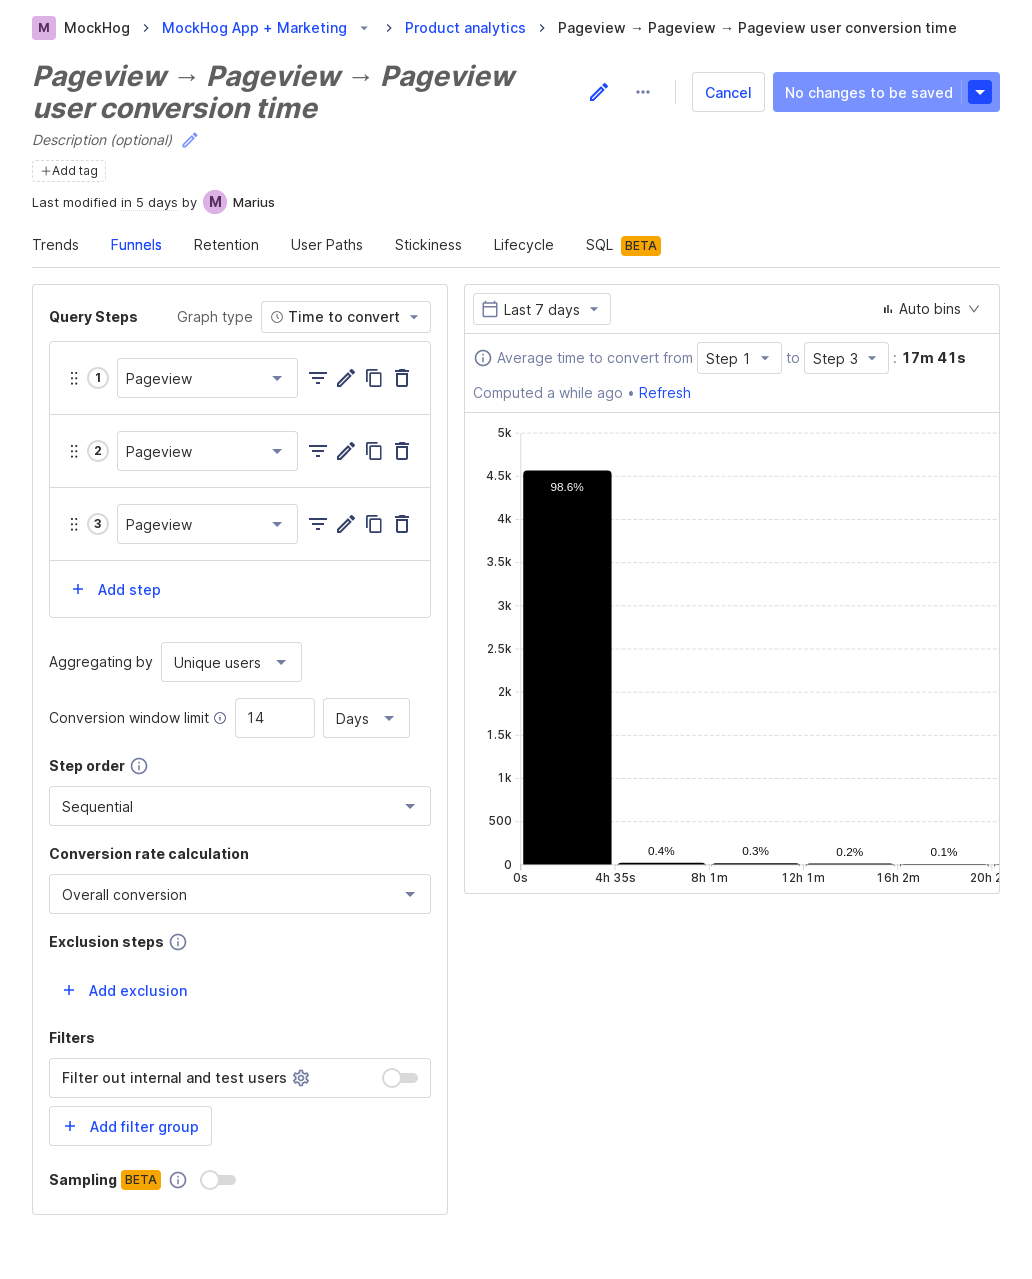 M MockHog MockHog App + Marketing Product analytics Pageview → Pageview → Pageview user conversion time
Pageview → Pageview → Pageview
user conversion time
Cancel
No changes to be saved
Description (optional)
Add tag
Last modified in 5 days by M Marius
Trends Funnels Retention User Paths Stickiness Lifecycle SQL BETA
Query Steps Graph type Time to convert
1 Pageview
2 Pageview
3 Pageview
Add step
Aggregating by Unique users
Conversion window limit 14 Days
Step order
Sequential
Conversion rate calculation
Overall conversion
Exclusion steps
Add exclusion
Filters
Filter out internal and test users
Add filter group
Sampling BETA
Last 7 days Auto bins
Average time to convert from Step 1 to Step 3 : 17m 41s
Computed a while ago • Refresh
5k
4.5k
4k
3.5k
3k
2.5k
2k
1.5k
1k
500
0
98.6% 0.4% 0.3% 0.2% 0.1%
0s 4h 35s 8h 1m 12h 1m 16h 2m 20h